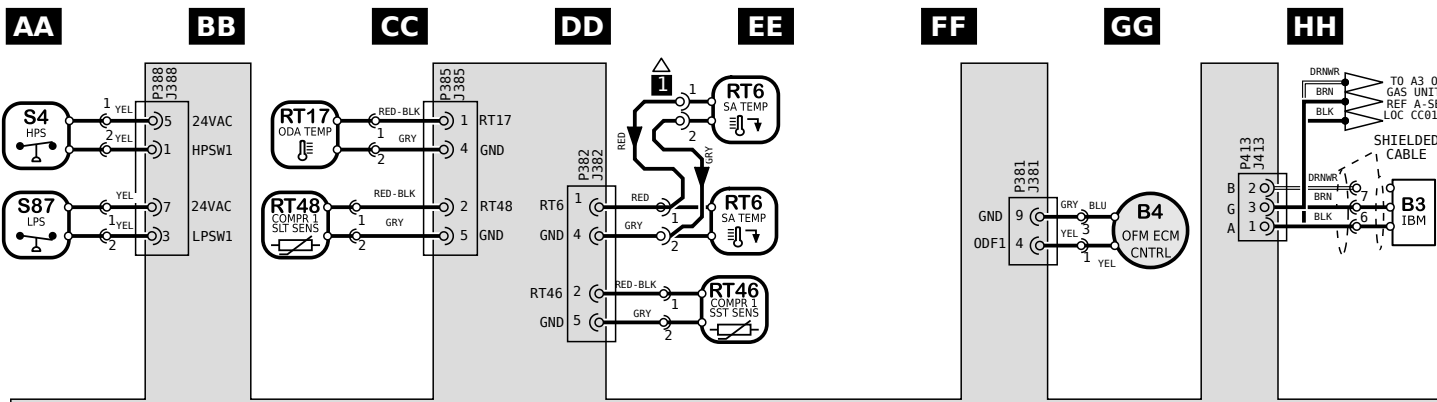 AA BB CC DD EE FF GG HH
P388
J388
S4
HPS
1 YEL
2 YEL
5 24VAC
1 HPSW1
S87
LPS
YEL
1 YEL
2
7 24VAC
3 LPSW1
P385
J385
RT17
ODA TEMP
RED-BLK
1
GRY
2
1 RT17
4 GND
RT48
COMPR 1
SLT SENS
RED-BLK
1
GRY
2
2 RT48
5 GND
1
RT6
SA TEMP
1
2
RED
GRY
P382
J382
RT6 1
GND 4
RED
1
GRY
2
RT6
SA TEMP
RT46 2
GND 5
RED-BLK
1
GRY
2
RT46
COMPR 1
SST SENS
P381
J381
GND 9
ODF1 4
GRY BLU
3
YEL
1 YEL
B4
OFM ECM
CNTRL
P413
J413
DRNWR
BRN
BLK
TO A3 O
GAS UNIT
REF A-SE
LOC CC01
SHIELDED
CABLE
B 2
G 3
A 1
DRNWR
BRN 7
BLK 6
B3
IBM